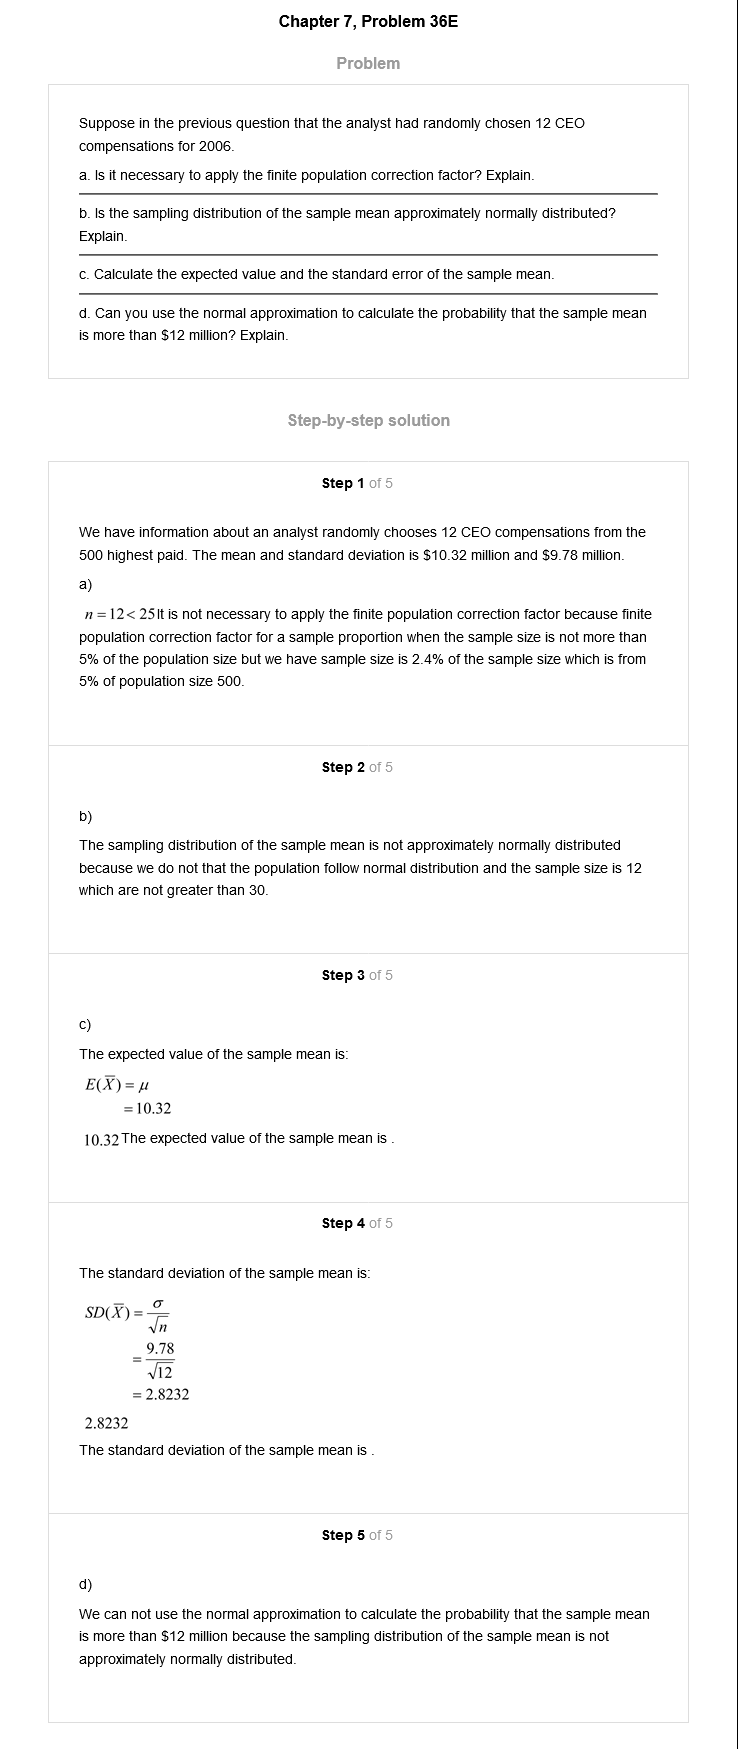 Chapter 7, Problem 36E
Problem
Suppose in the previous question that the analyst had randomly chosen 12 CEO
compensations for 2006.
a. Is it necessary to apply the finite population correction factor? Explain.
b. Is the sampling distribution of the sample mean approximately normally distributed?
Explain.
c. Calculate the expected value and the standard error of the sample mean.
d. Can you use the normal approximation to calculate the probability that the sample mean
is more than $12 million? Explain.
Step-by-step solution
Step 1 of 5
We have information about an analyst randomly chooses 12 CEO compensations from the
500 highest paid. The mean and standard deviation is $10.32 million and $9.78 million.
a)
n = 12 < 25It is not necessary to apply the finite population correction factor because finite
population correction factor for a sample proportion when the sample size is not more than
5% of the population size but we have sample size is 2.4% of the sample size which is from
5% of population size 500.
Step 2 of 5
b)
The sampling distribution of the sample mean is not approximately normally distributed
because we do not that the population follow normal distribution and the sample size is 12
which are not greater than 30.
Step 3 of 5
c)
The expected value of the sample mean is:
E(X̅) = μ
= 10.32
10.32 The expected value of the sample mean is .
Step 4 of 5
The standard deviation of the sample mean is:
SD(X̅) = σ/√n
= 9.78/√12
= 2.8232
2.8232
The standard deviation of the sample mean is .
Step 5 of 5
d)
We can not use the normal approximation to calculate the probability that the sample mean
is more than $12 million because the sampling distribution of the sample mean is not
approximately normally distributed.